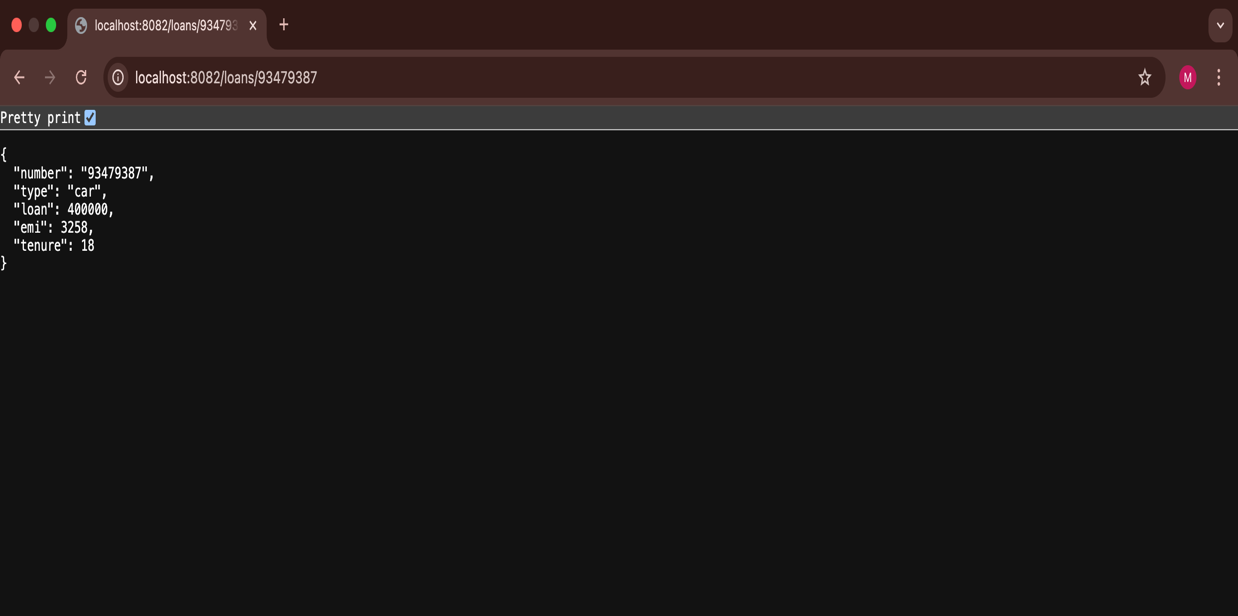 localhost:8082/loans/93479
localhost:8082/loans/93479387
M
Pretty print
{
"number": "93479387",
"type": "car",
"loan": 400000,
"emi": 3258,
"tenure": 18
}